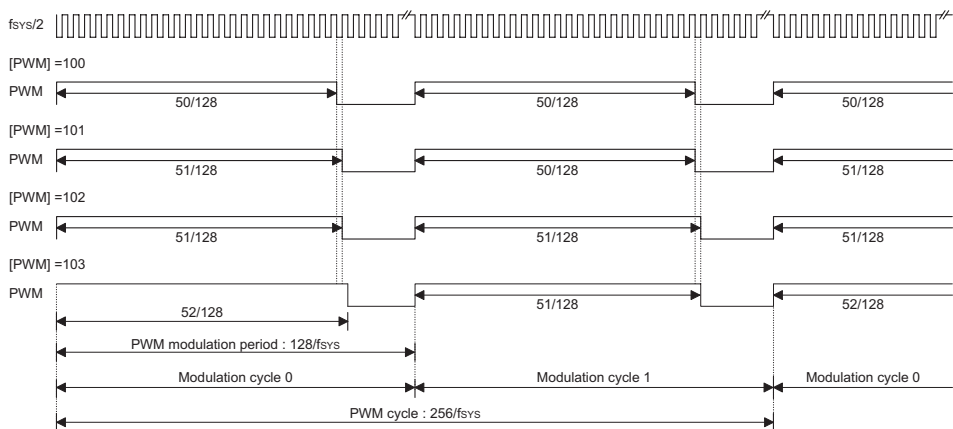 fSYS/2
[PWM] =100
PWM
50/128 50/128 50/128
[PWM] =101
PWM
51/128 50/128 51/128
[PWM] =102
PWM
51/128 51/128 51/128
[PWM] =103
PWM
52/128 51/128 52/128
PWM modulation period : 128/fSYS
Modulation cycle 0 Modulation cycle 1 Modulation cycle 0
PWM cycle : 256/fSYS